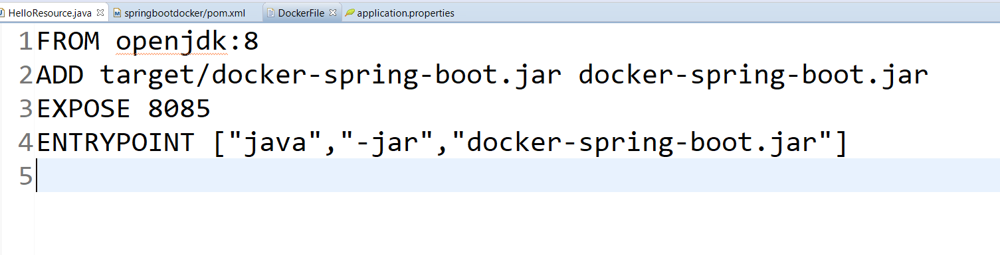 HelloResource.java springbootdocker/pom.xml DockerFile application.properties
1 FROM openjdk:8
2 ADD target/docker-spring-boot.jar docker-spring-boot.jar
3 EXPOSE 8085
4 ENTRYPOINT ["java","-jar","docker-spring-boot.jar"]
5